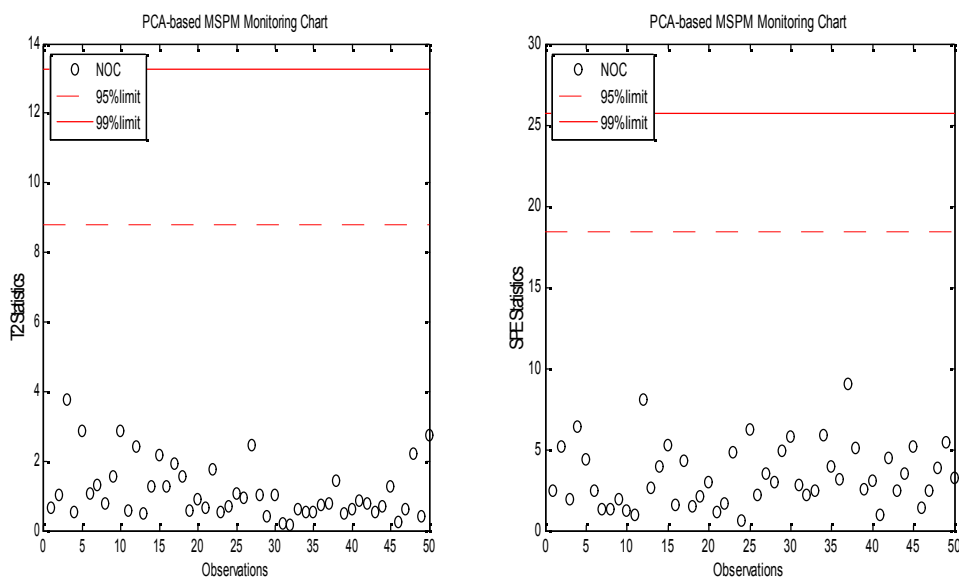 PCA-based MSPM Monitoring Chart
14
12
10
8
6
4
2
0
T2 Statistics
NOC
95%limit
99%limit
0 5 10 15 20 25 30 35 40 45 50
Observations
PCA-based MSPM Monitoring Chart
30
25
20
15
10
5
0
SPE Statistics
NOC
95%limit
99%limit
0 5 10 15 20 25 30 35 40 45 50
Observations